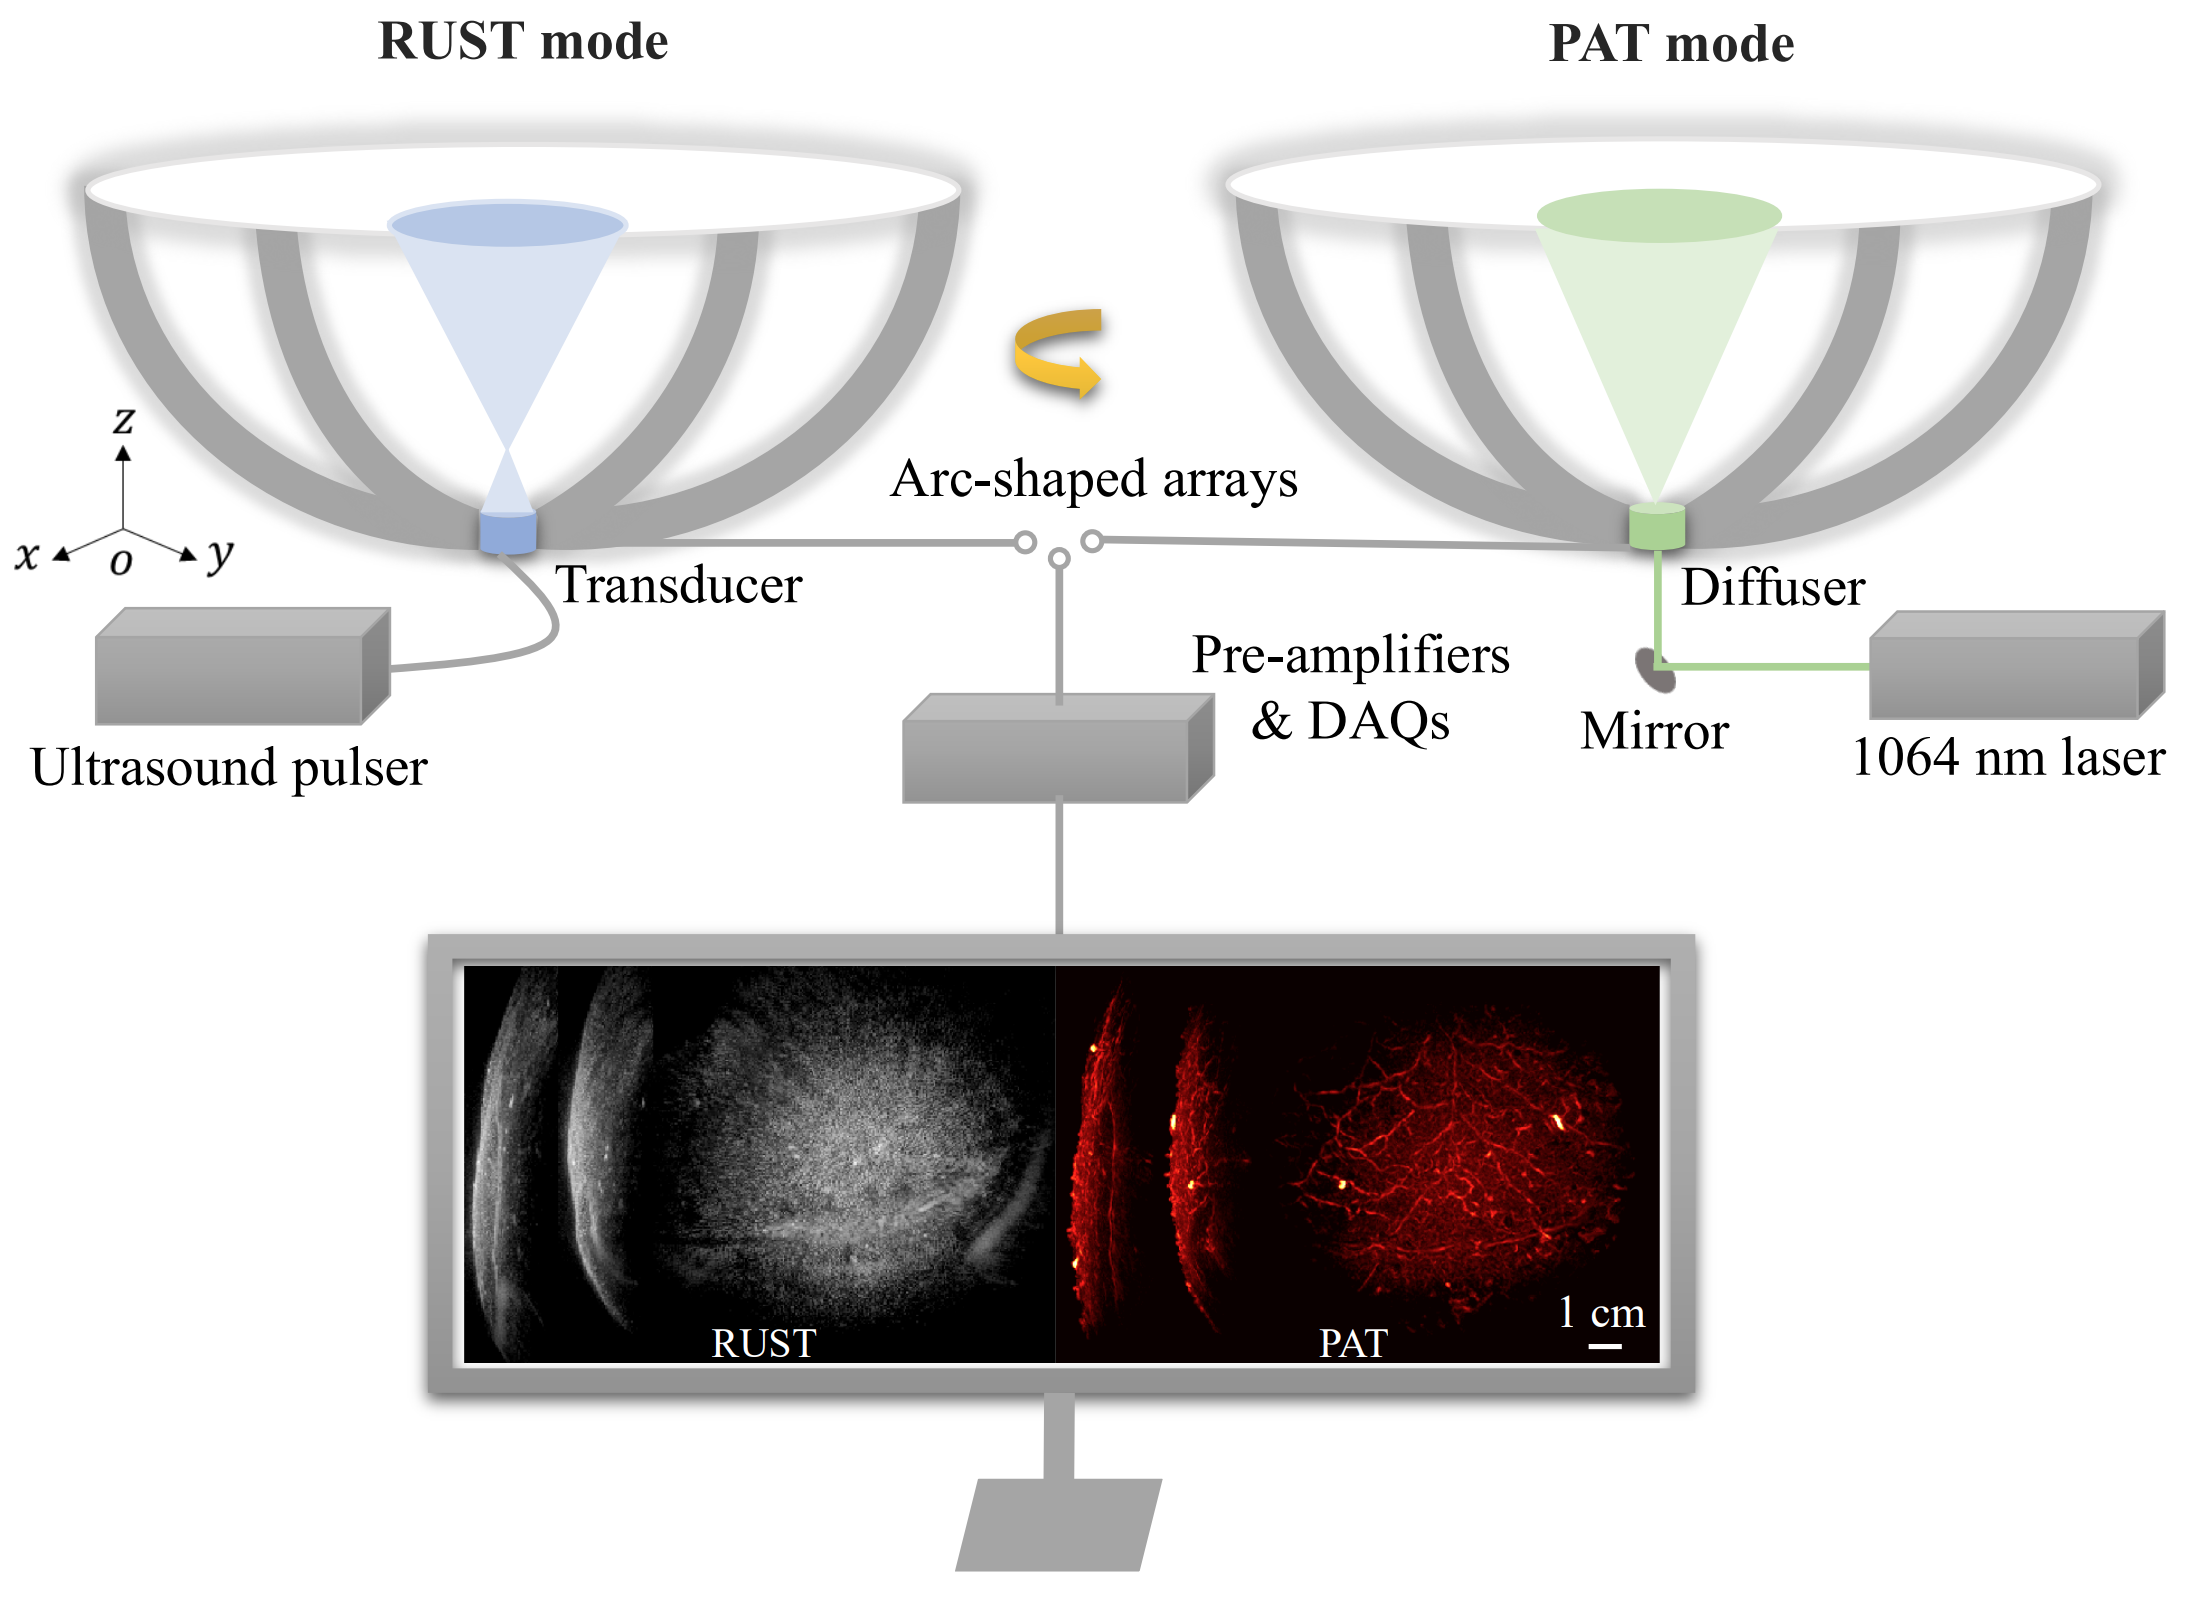 RUST mode
PAT mode
z
x
o
y
Arc-shaped arrays
Transducer
Diffuser
Ultrasound pulser
Pre-amplifiers
& DAQs
Mirror
1064 nm laser
RUST
PAT
1 cm